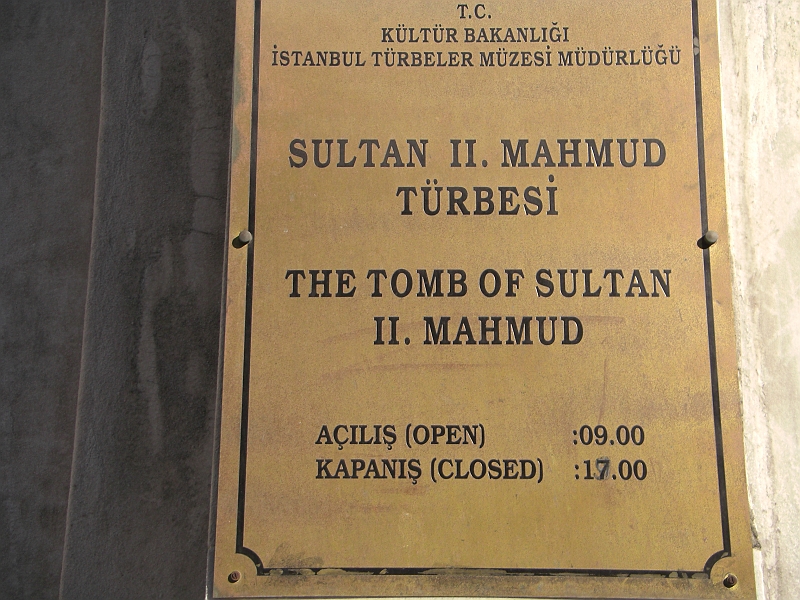 T.C.
KÜLTÜR BAKANLIĞI
İSTANBUL TÜRBELER MÜZESİ MÜDÜRLÜĞÜ
SULTAN II. MAHMUD
TÜRBESİ
THE TOMB OF SULTAN
II. MAHMUD
AÇILIŞ (OPEN) :09.00
KAPANIŞ (CLOSED) :17.00